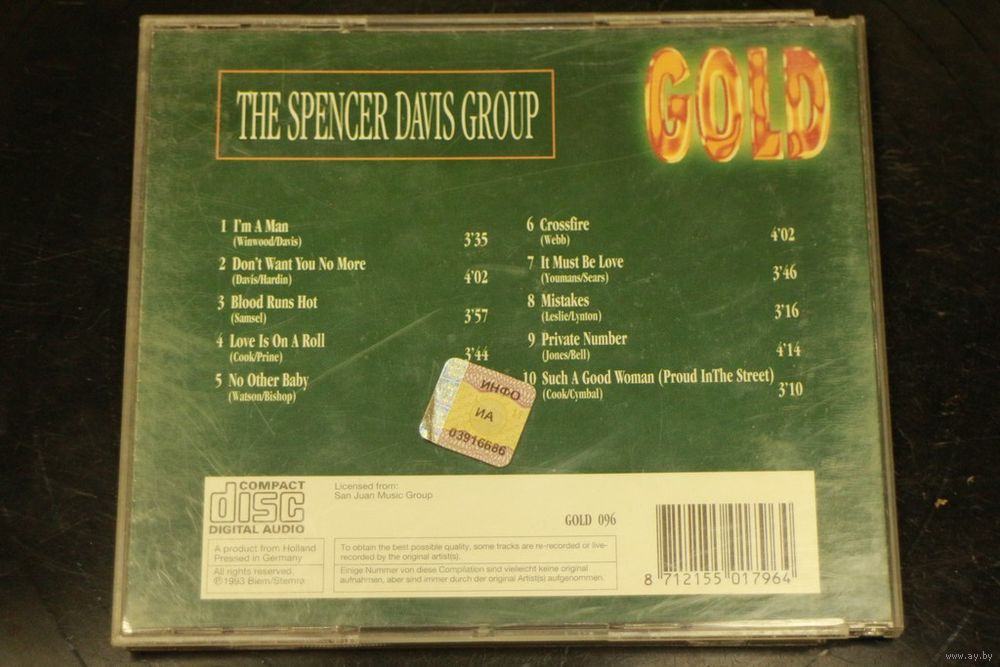 THE SPENCER DAVIS GROUP
GOLD
1 I'm A Man
(Winwood/Davis)
3'35
2 Don't Want You No More
(Davis/Hardin)
4'02
3 Blood Runs Hot
(Samsel)
3'57
4 Love Is On A Roll
(Cook/Prine)
3'44
5 No Other Baby
(Watson/Bishop)
6 Crossfire
(Webb)
4'02
7 It Must Be Love
(Youmans/Sears)
3'46
8 Mistakes
(Leslie/Lynton)
3'16
9 Private Number
(Jones/Bell)
4'14
10 Such A Good Woman (Proud InThe Street)
(Cook/Cymbal)
3'10
ИНФО
ИА
03916686
COMPACT
disc
DIGITAL AUDIO
Licensed from:
San Juan Music Group
GOLD 096
A product from Holland
Pressed in Germany
All rights reserved.
℗ 1993 Biem/Stemra
To obtain the best possible quality, some tracks are re-recorded or live-
recorded by the original artist(s).
Einige Nummer von diese Compilation sind vielleicht keine original
aufnahmen, aber sind immer durch der original Artist(s) aufgenommen.
8 712155 017964
www.ay.by